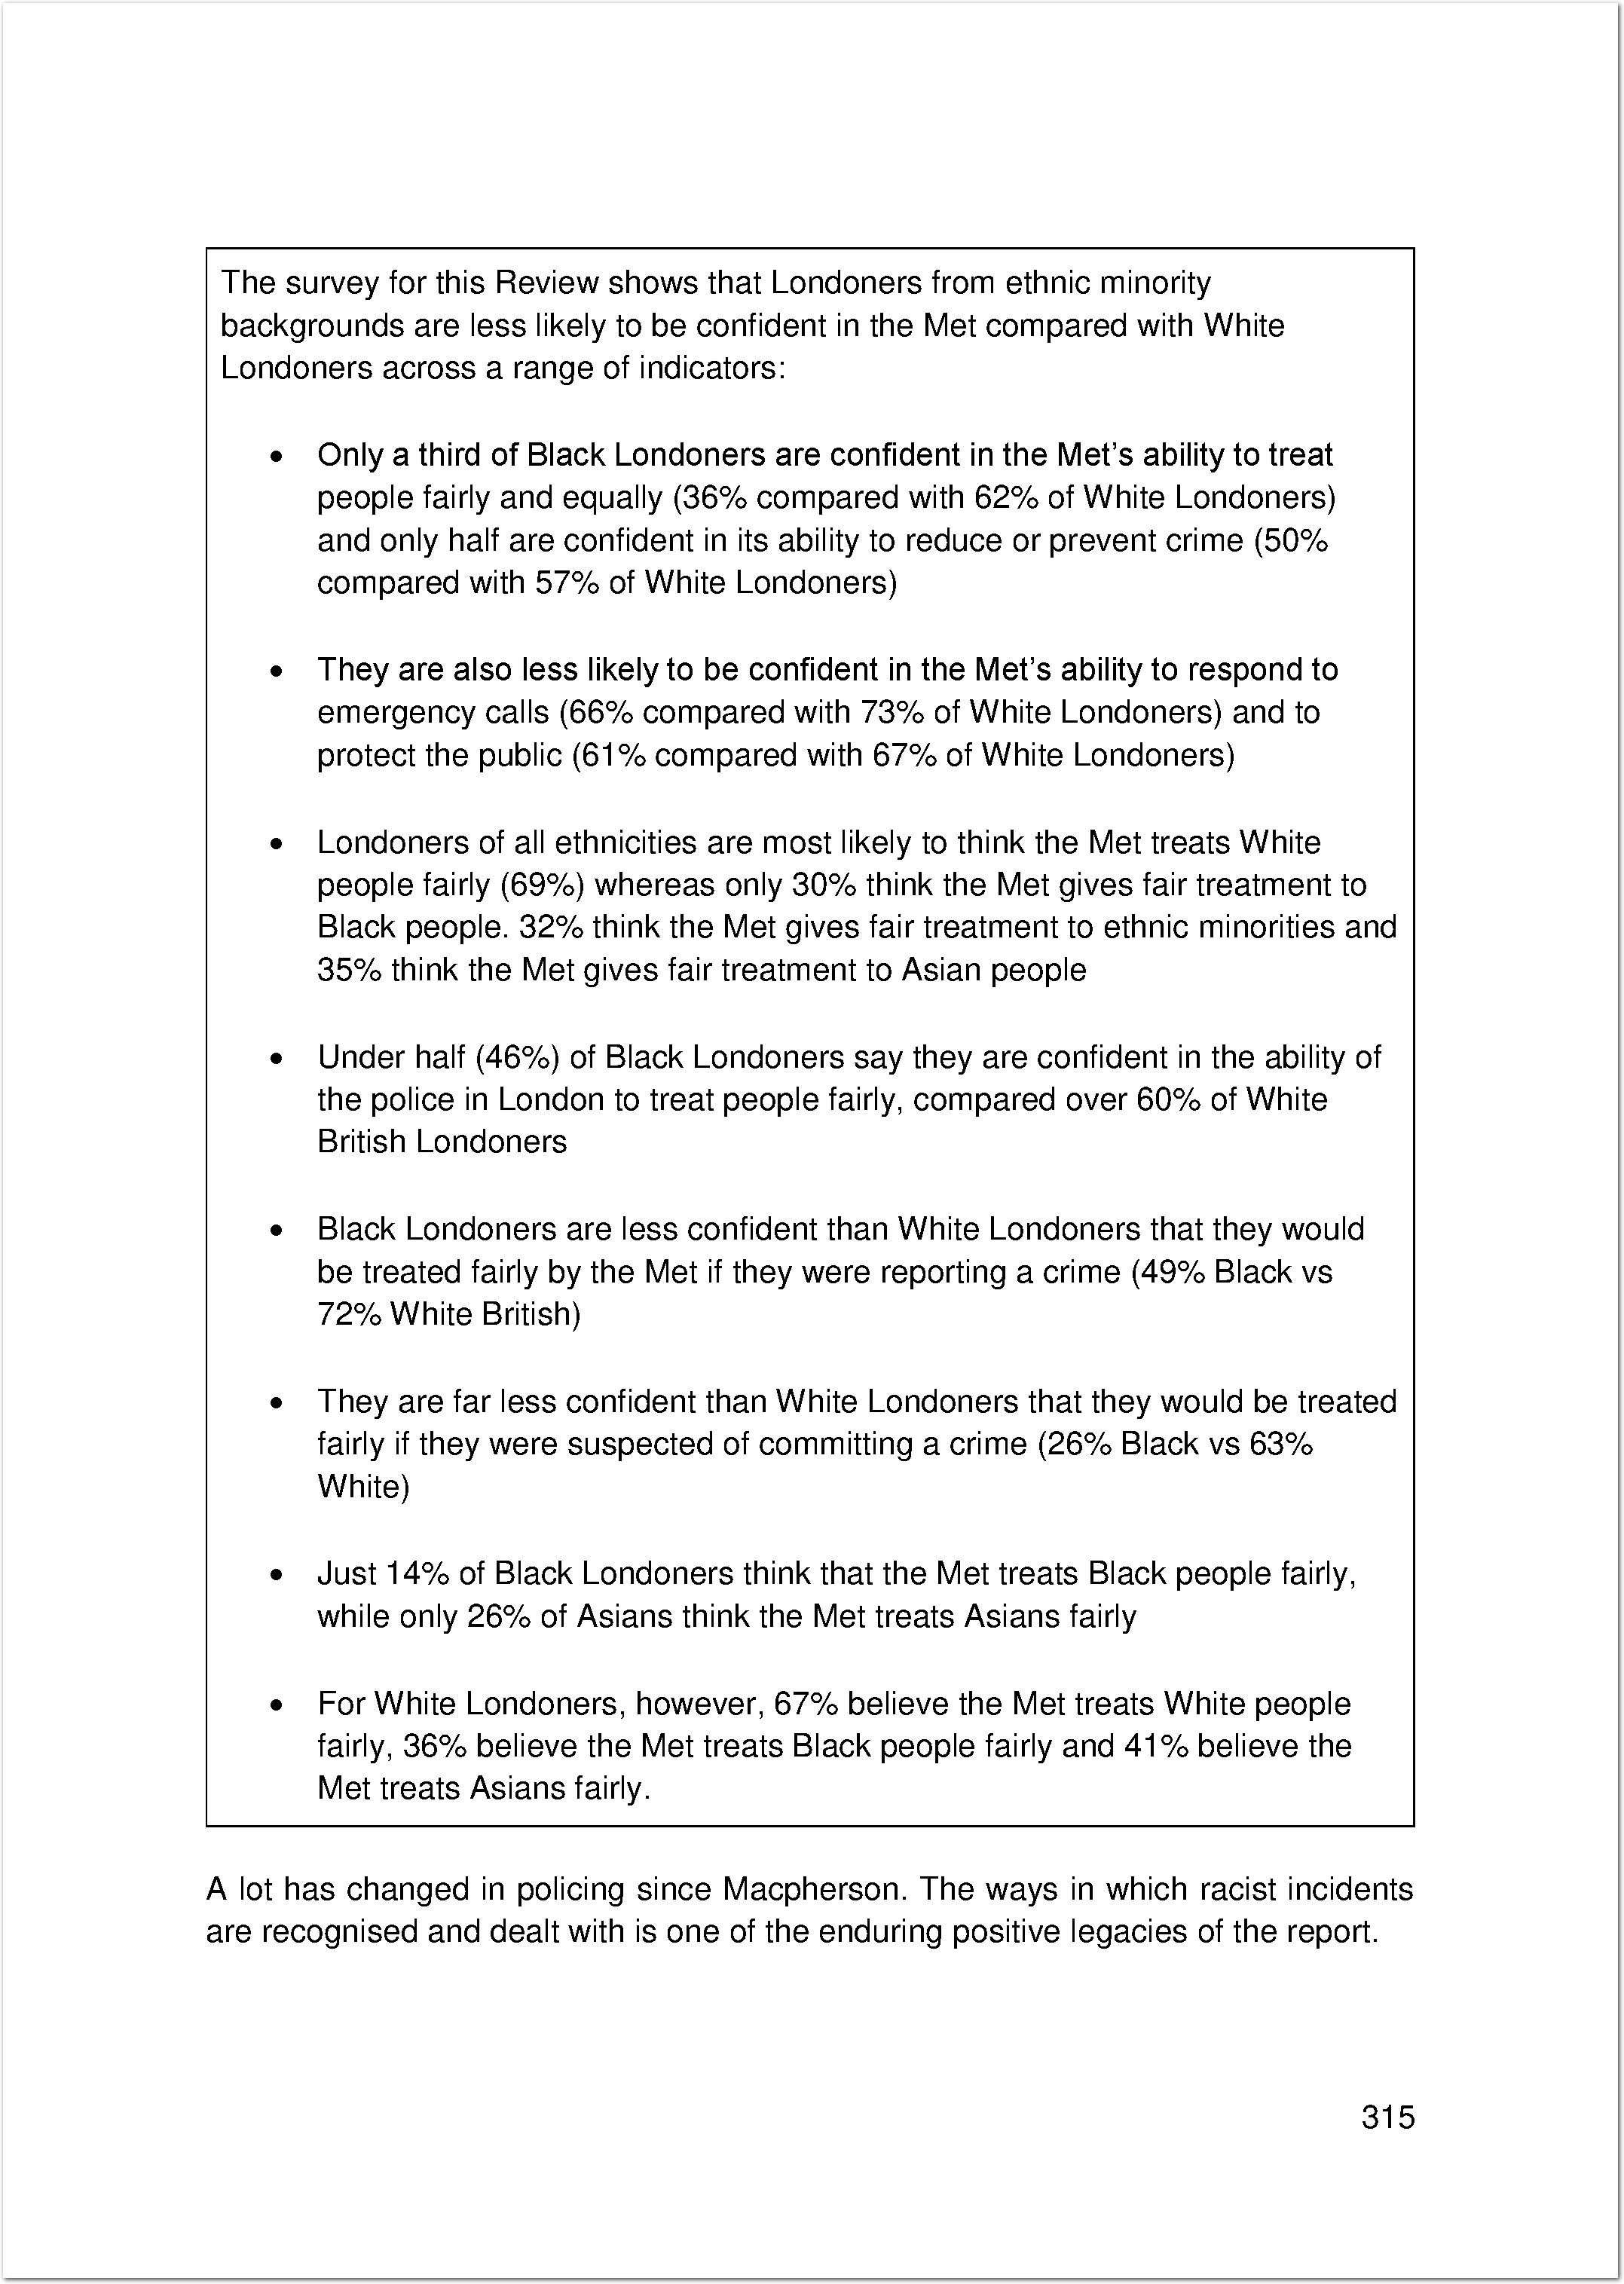 The survey for this Review shows that Londoners from ethnic minority
backgrounds are less likely to be confident in the Met compared with White
Londoners across a range of indicators:
• Only a third of Black Londoners are confident in the Met’s ability to treat
people fairly and equally (36% compared with 62% of White Londoners)
and only half are confident in its ability to reduce or prevent crime (50%
compared with 57% of White Londoners)
• They are also less likely to be confident in the Met’s ability to respond to
emergency calls (66% compared with 73% of White Londoners) and to
protect the public (61% compared with 67% of White Londoners)
• Londoners of all ethnicities are most likely to think the Met treats White
people fairly (69%) whereas only 30% think the Met gives fair treatment to
Black people. 32% think the Met gives fair treatment to ethnic minorities and
35% think the Met gives fair treatment to Asian people
• Under half (46%) of Black Londoners say they are confident in the ability of
the police in London to treat people fairly, compared over 60% of White
British Londoners
• Black Londoners are less confident than White Londoners that they would
be treated fairly by the Met if they were reporting a crime (49% Black vs
72% White British)
• They are far less confident than White Londoners that they would be treated
fairly if they were suspected of committing a crime (26% Black vs 63%
White)
• Just 14% of Black Londoners think that the Met treats Black people fairly,
while only 26% of Asians think the Met treats Asians fairly
• For White Londoners, however, 67% believe the Met treats White people
fairly, 36% believe the Met treats Black people fairly and 41% believe the
Met treats Asians fairly.
A lot has changed in policing since Macpherson. The ways in which racist incidents
are recognised and dealt with is one of the enduring positive legacies of the report.
315